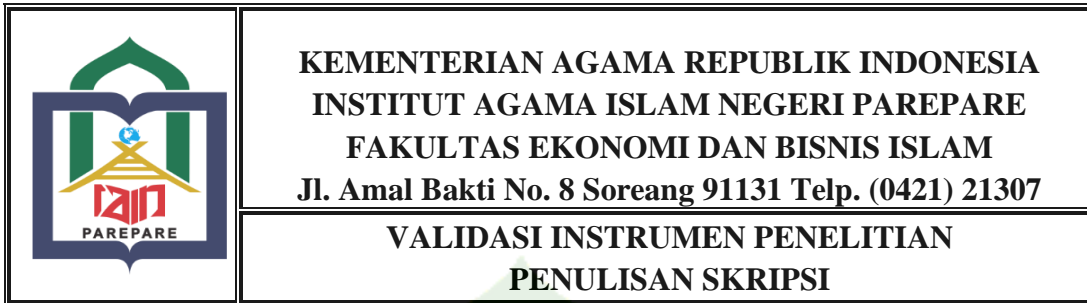 KEMENTERIAN AGAMA REPUBLIK INDONESIA
INSTITUT AGAMA ISLAM NEGERI PAREPARE
FAKULTAS EKONOMI DAN BISNIS ISLAM
Jl. Amal Bakti No. 8 Soreang 91131 Telp. (0421) 21307
VALIDASI INSTRUMEN PENELITIAN
PENULISAN SKRIPSI
iain
PAREPARE